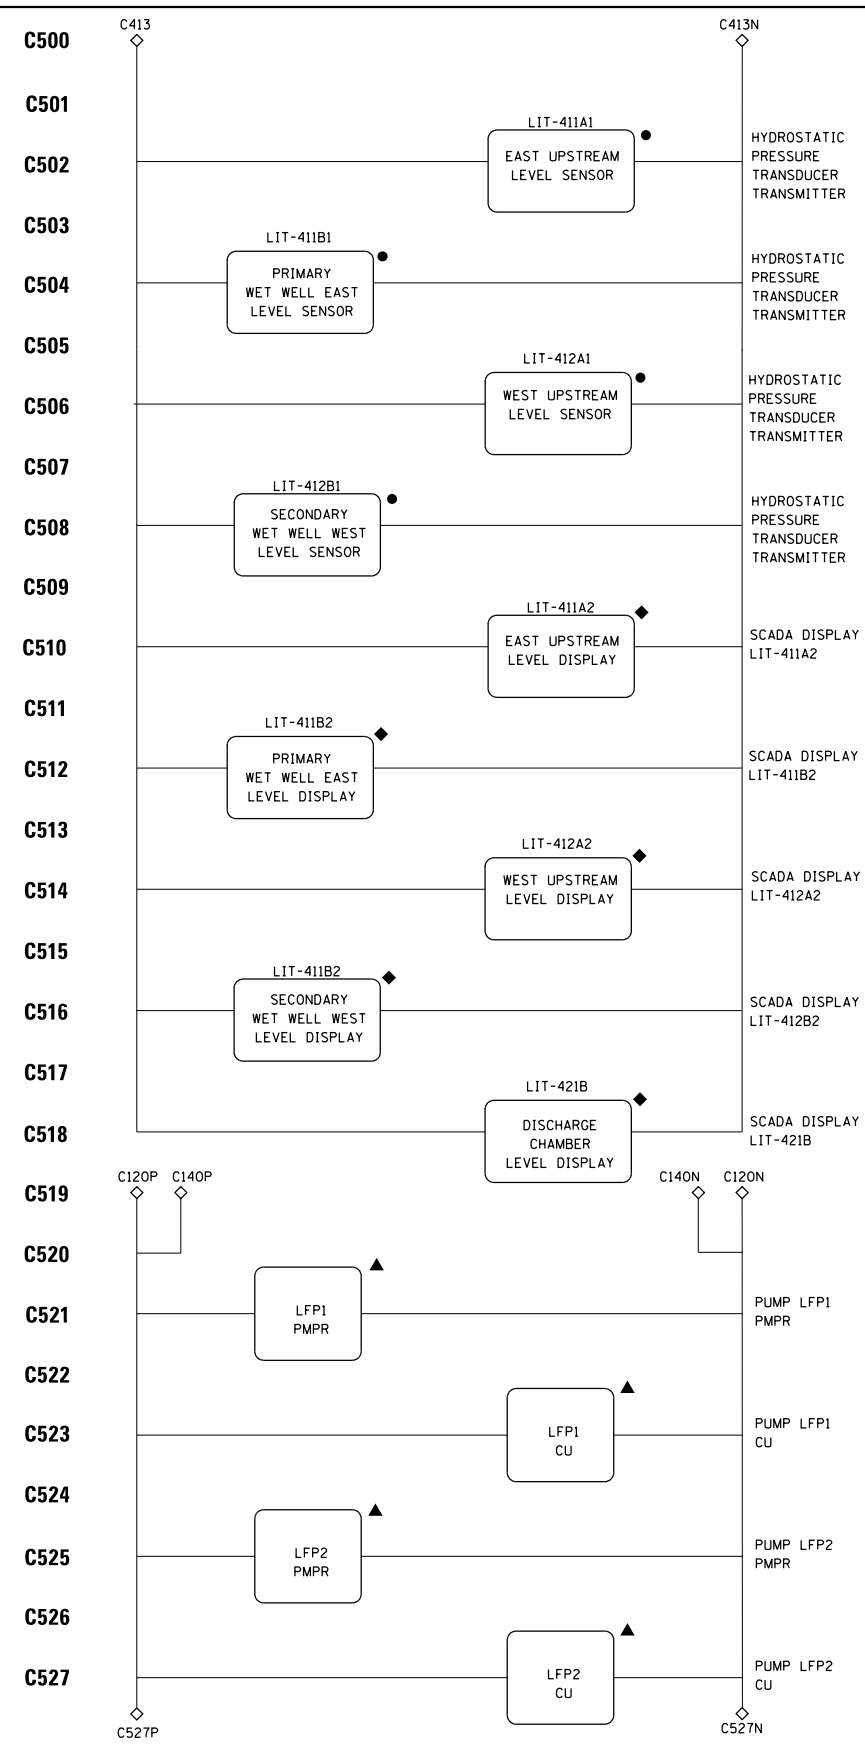 C413
C413N
C500
C501
LIT-411A1
C502
EAST UPSTREAM
LEVEL SENSOR
HYDROSTATIC
PRESSURE
TRANSDUCER
TRANSMITTER
C503
LIT-411B1
C504
PRIMARY
WET WELL EAST
LEVEL SENSOR
HYDROSTATIC
PRESSURE
TRANSDUCER
TRANSMITTER
C505
LIT-412A1
C506
WEST UPSTREAM
LEVEL SENSOR
HYDROSTATIC
PRESSURE
TRANSDUCER
TRANSMITTER
C507
LIT-412B1
C508
SECONDARY
WET WELL WEST
LEVEL SENSOR
HYDROSTATIC
PRESSURE
TRANSDUCER
TRANSMITTER
C509
LIT-411A2
C510
EAST UPSTREAM
LEVEL DISPLAY
SCADA DISPLAY
LIT-411A2
C511
LIT-411B2
C512
PRIMARY
WET WELL EAST
LEVEL DISPLAY
SCADA DISPLAY
LIT-411B2
C513
LIT-412A2
C514
WEST UPSTREAM
LEVEL DISPLAY
SCADA DISPLAY
LIT-412A2
C515
LIT-411B2
C516
SECONDARY
WET WELL WEST
LEVEL DISPLAY
SCADA DISPLAY
LIT-412B2
C517
LIT-421B
C518
DISCHARGE
CHAMBER
LEVEL DISPLAY
SCADA DISPLAY
LIT-421B
C120P
C140P
C140N
C120N
C519
C520
C521
LFP1
PMPR
PUMP LFP1
PMPR
C522
C523
LFP1
CU
PUMP LFP1
CU
C524
C525
LFP2
PMPR
PUMP LFP2
PMPR
C526
C527
LFP2
CU
PUMP LFP2
CU
C527P
C527N